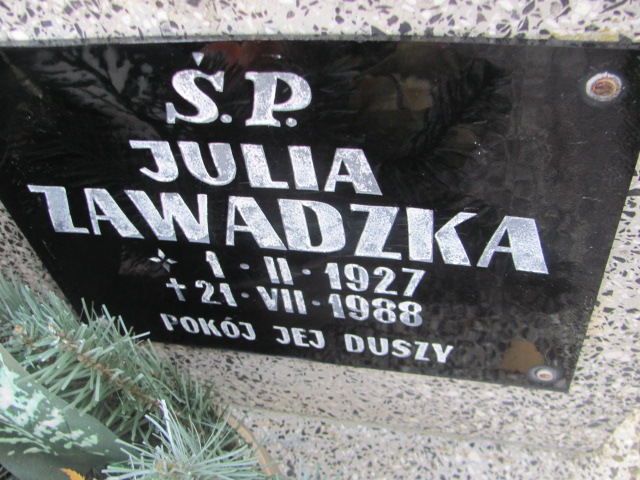 Ś.P.
JULIA
ZAWADZKA
* 1·II·1927
† 21·VII·1988
POKÓJ JEJ DUSZY